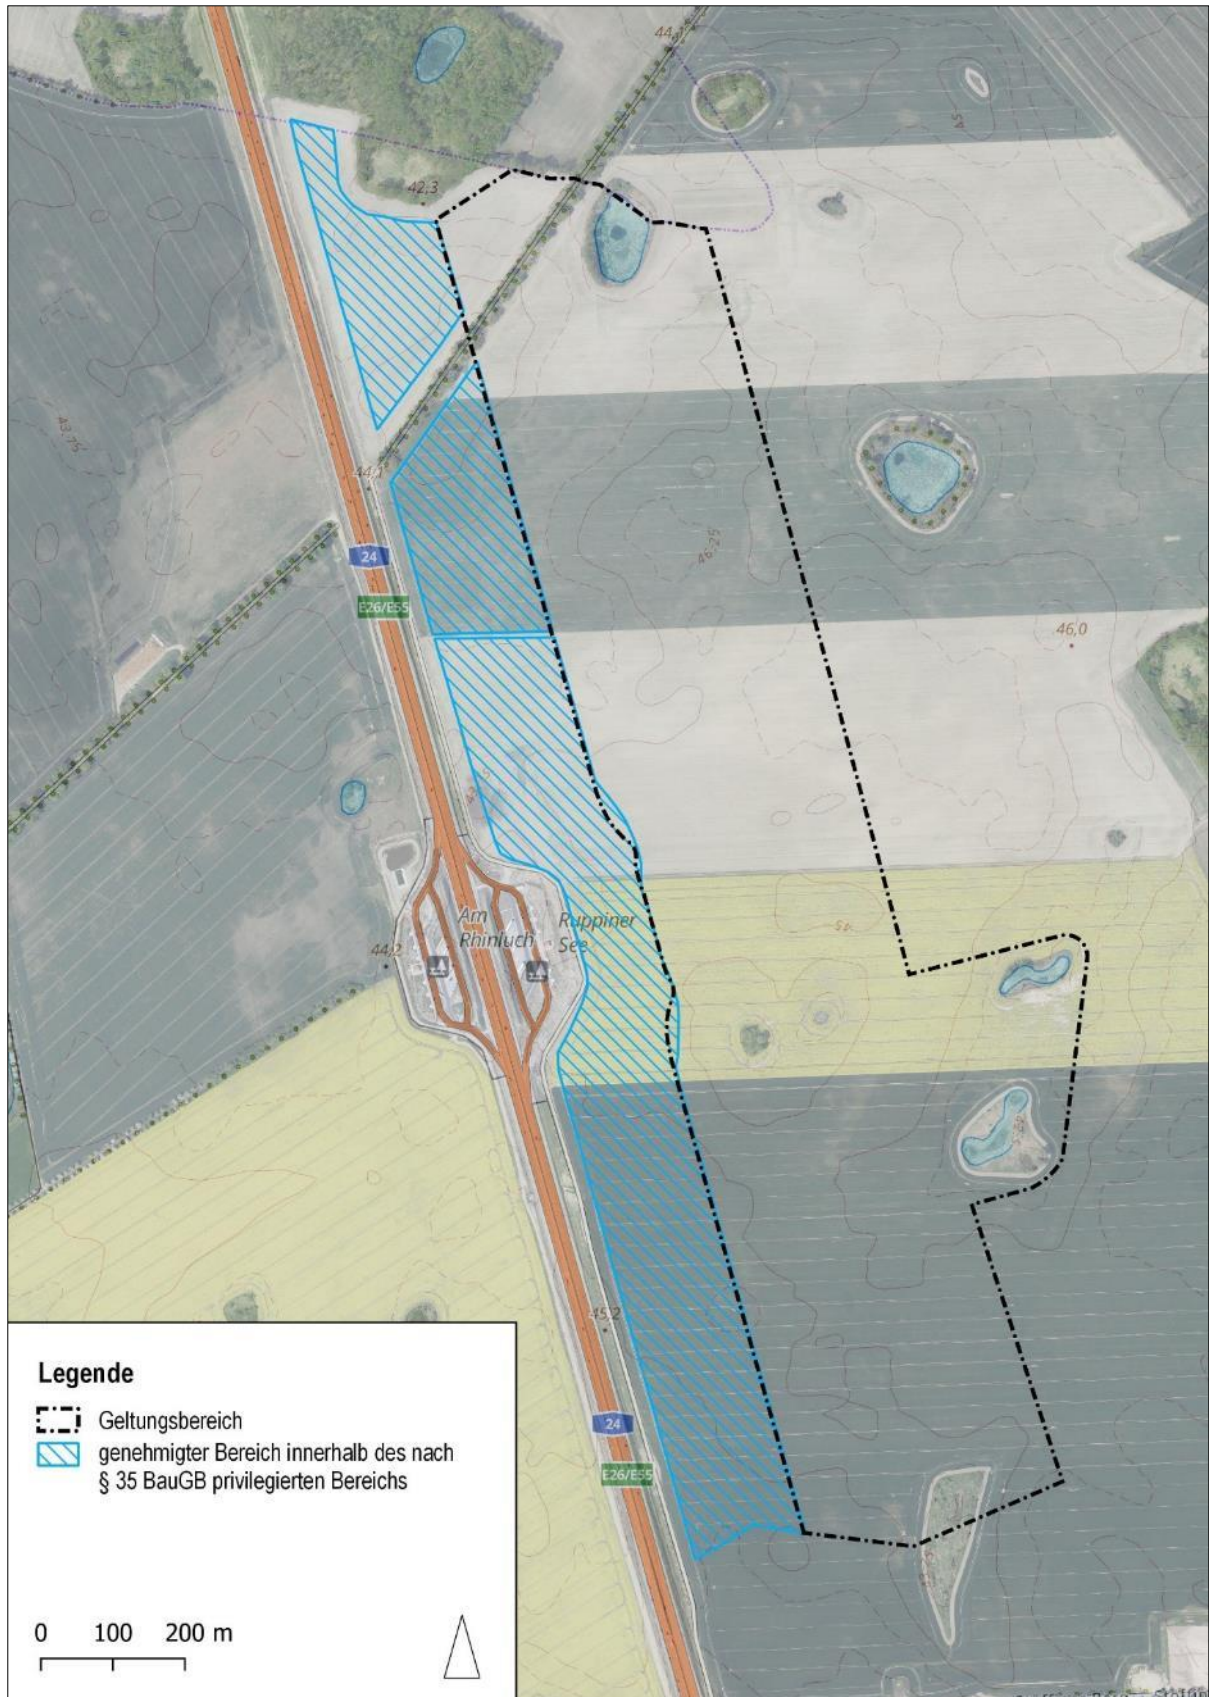 44,1
45
42,3
43,75
44,1
46,25
24
E26/E55
46,0
45
Am
Rhinluch
Ruppiner
See
44,2
45,2
24
E26/E55
Legende
Geltungsbereich
genehmigter Bereich innerhalb des nach
§ 35 BauGB privilegierten Bereichs
0 100 200 m